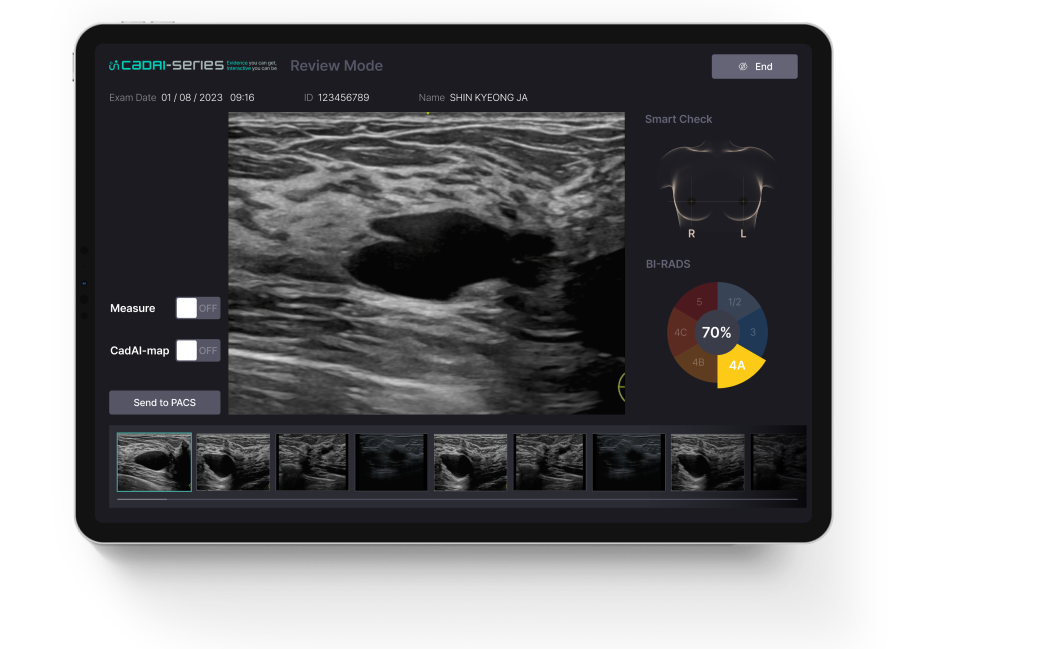 CADAI-SERIES Evidence you can get, Interactive you can be Review Mode End
Exam Date 01 / 08 / 2023 09:16 ID 123456789 Name SHIN KYEONG JA
Smart Check
R L
BI-RADS
5 1/2
4C 70% 3
4B 4A
Measure OFF
CadAI-map OFF
Send to PACS